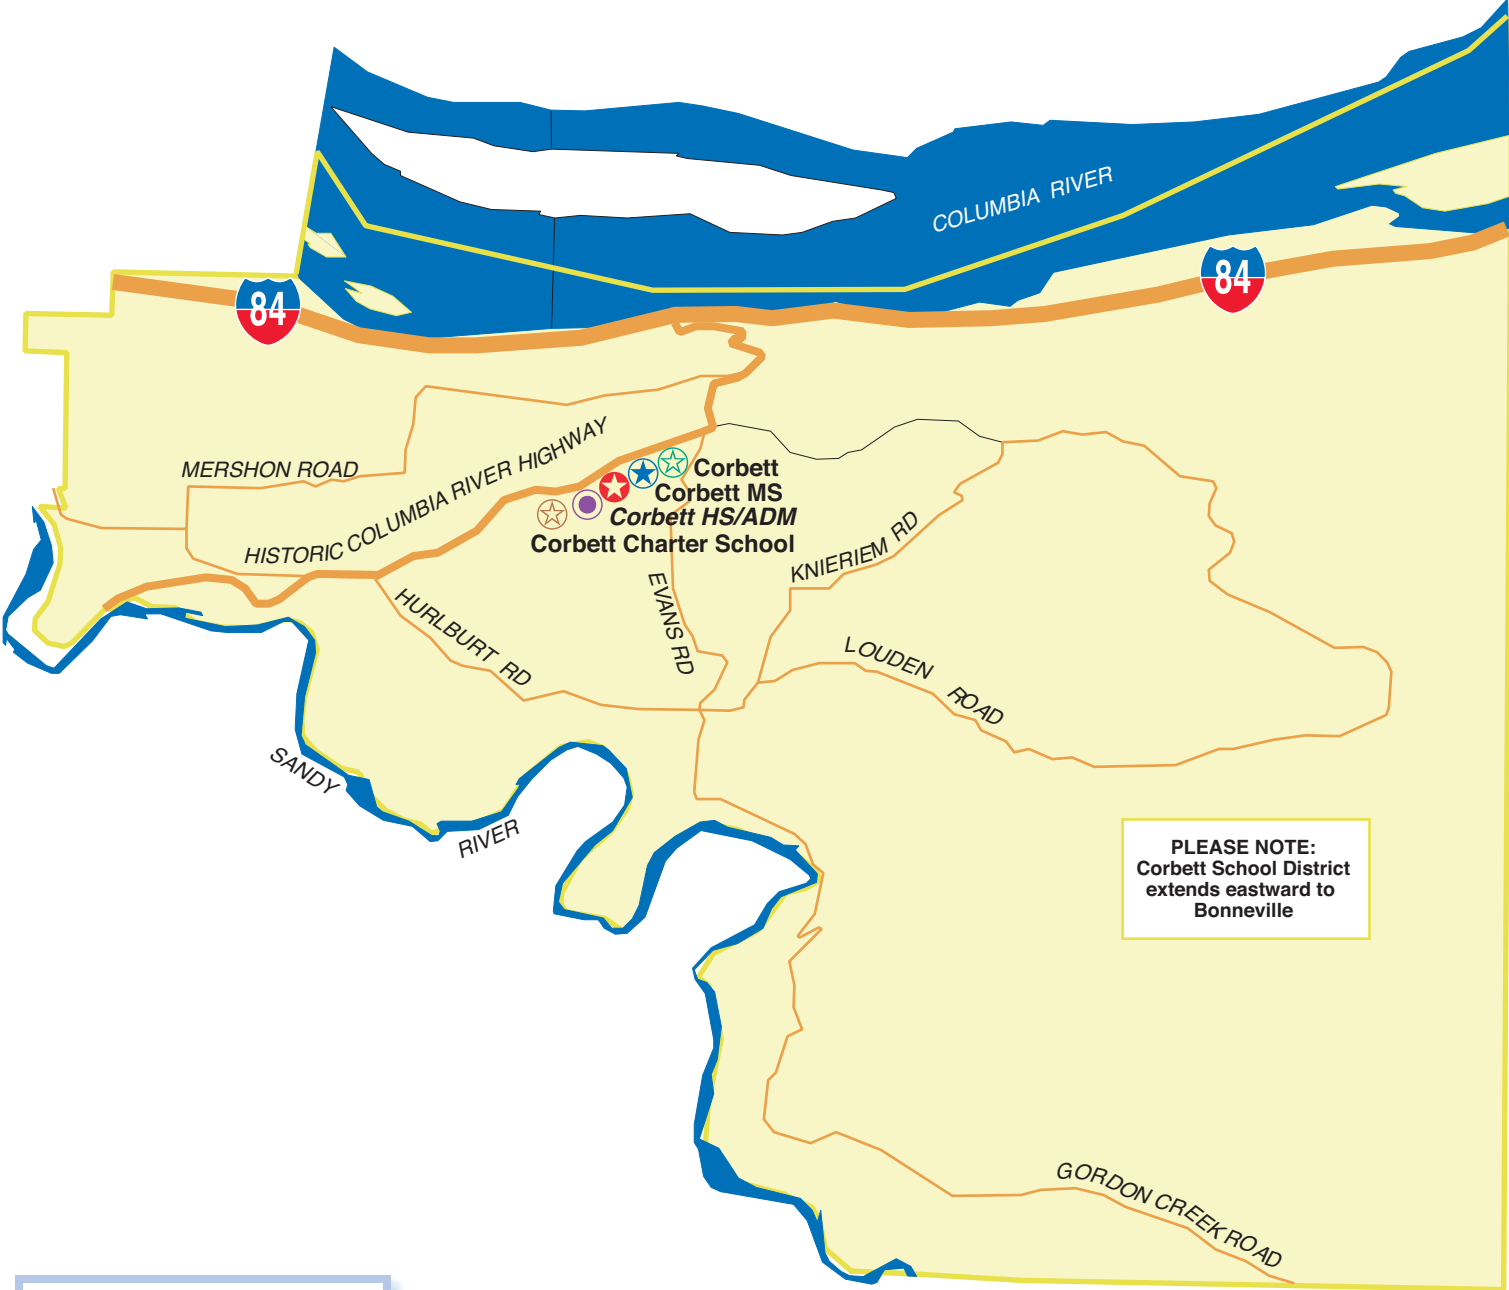 COLUMBIA RIVER
84
84
MERSHON ROAD
HISTORIC COLUMBIA RIVER HIGHWAY
Corbett
Corbett MS
Corbett HS/ADM
Corbett Charter School
KNIERIEM RD
EVANS RD
HURLBURT RD
LOUDEN ROAD
SANDY RIVER
PLEASE NOTE:
Corbett School District
extends eastward to
Bonneville
GORDON CREEK ROAD